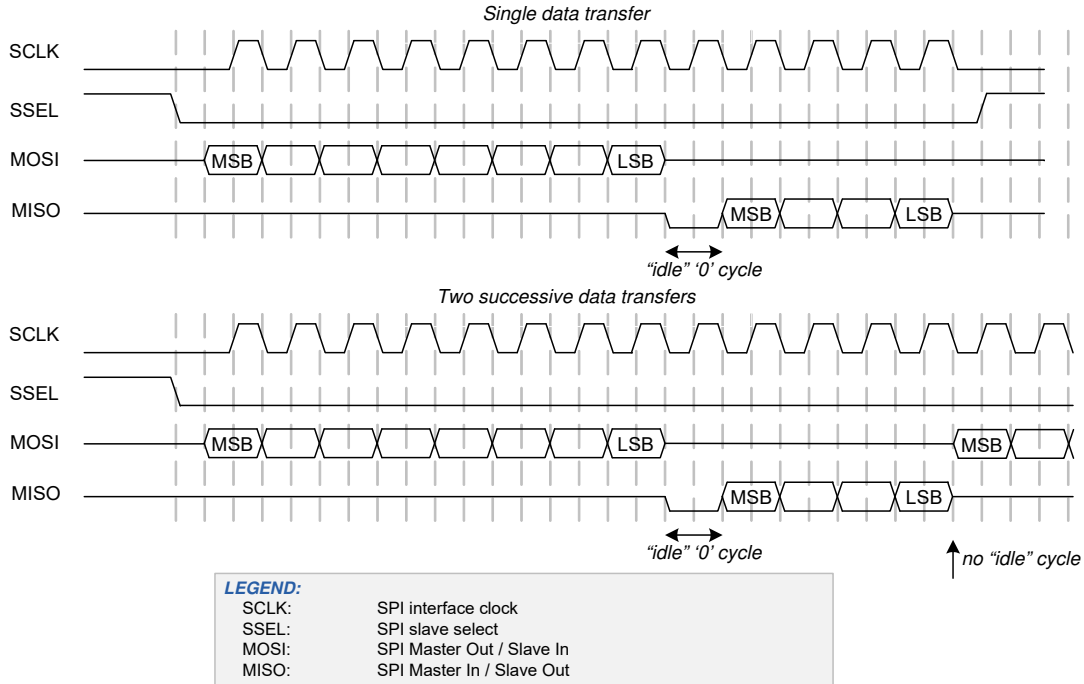 Single data transfer
SCLK
SSEL
MOSI MSB LSB
MISO MSB LSB
“idle” ‘0’ cycle
Two successive data transfers
SCLK
SSEL
MOSI MSB LSB MSB
MISO MSB LSB
“idle” ‘0’ cycle no “idle” cycle
LEGEND:
SCLK: SPI interface clock
SSEL: SPI slave select
MOSI: SPI Master Out / Slave In
MISO: SPI Master In / Slave Out